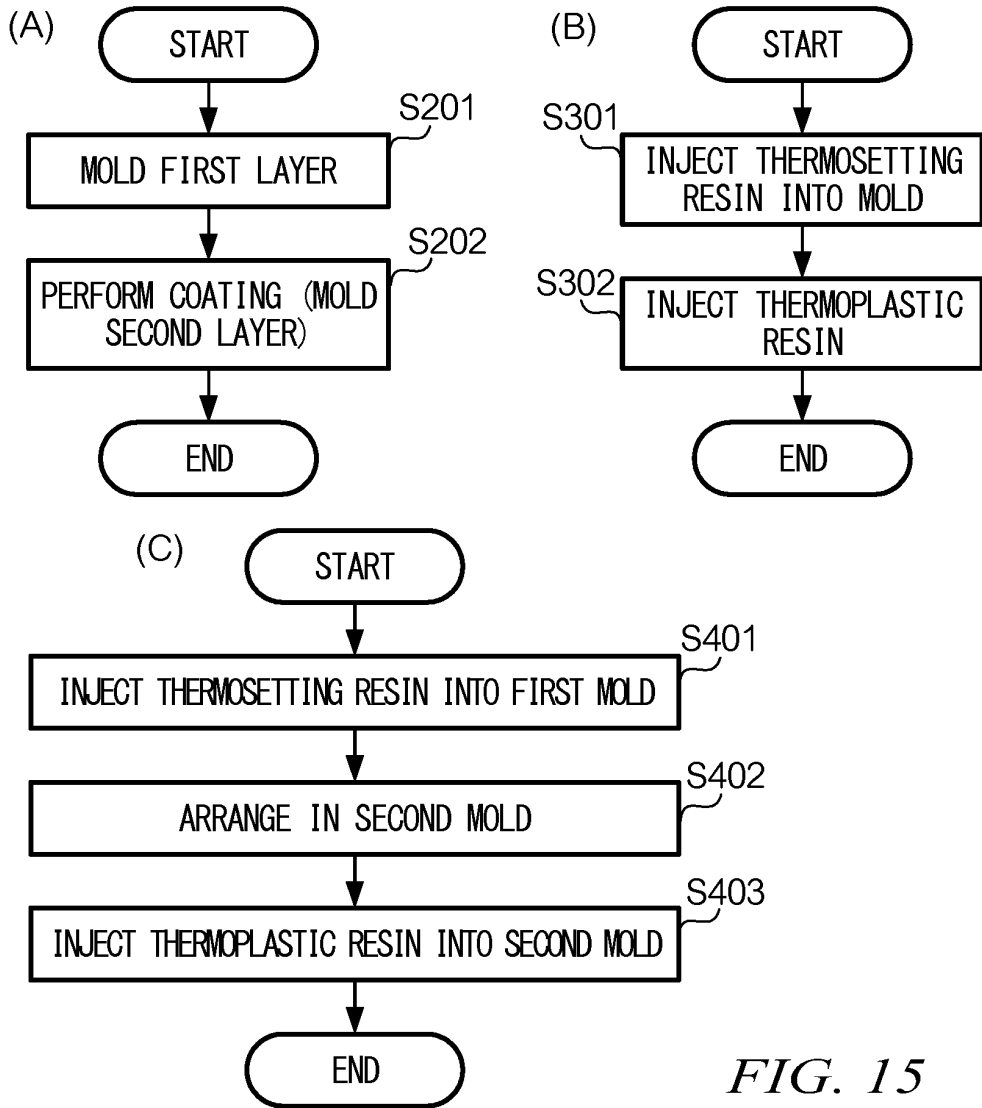 (A)
START
S201
MOLD FIRST LAYER
S202
PERFORM COATING (MOLD
SECOND LAYER)
END
(B)
START
S301
INJECT THERMOSETTING
RESIN INTO MOLD
S302
INJECT THERMOPLASTIC
RESIN
END
(C)
START
S401
INJECT THERMOSETTING RESIN INTO FIRST MOLD
S402
ARRANGE IN SECOND MOLD
S403
INJECT THERMOPLASTIC RESIN INTO SECOND MOLD
END
FIG. 15